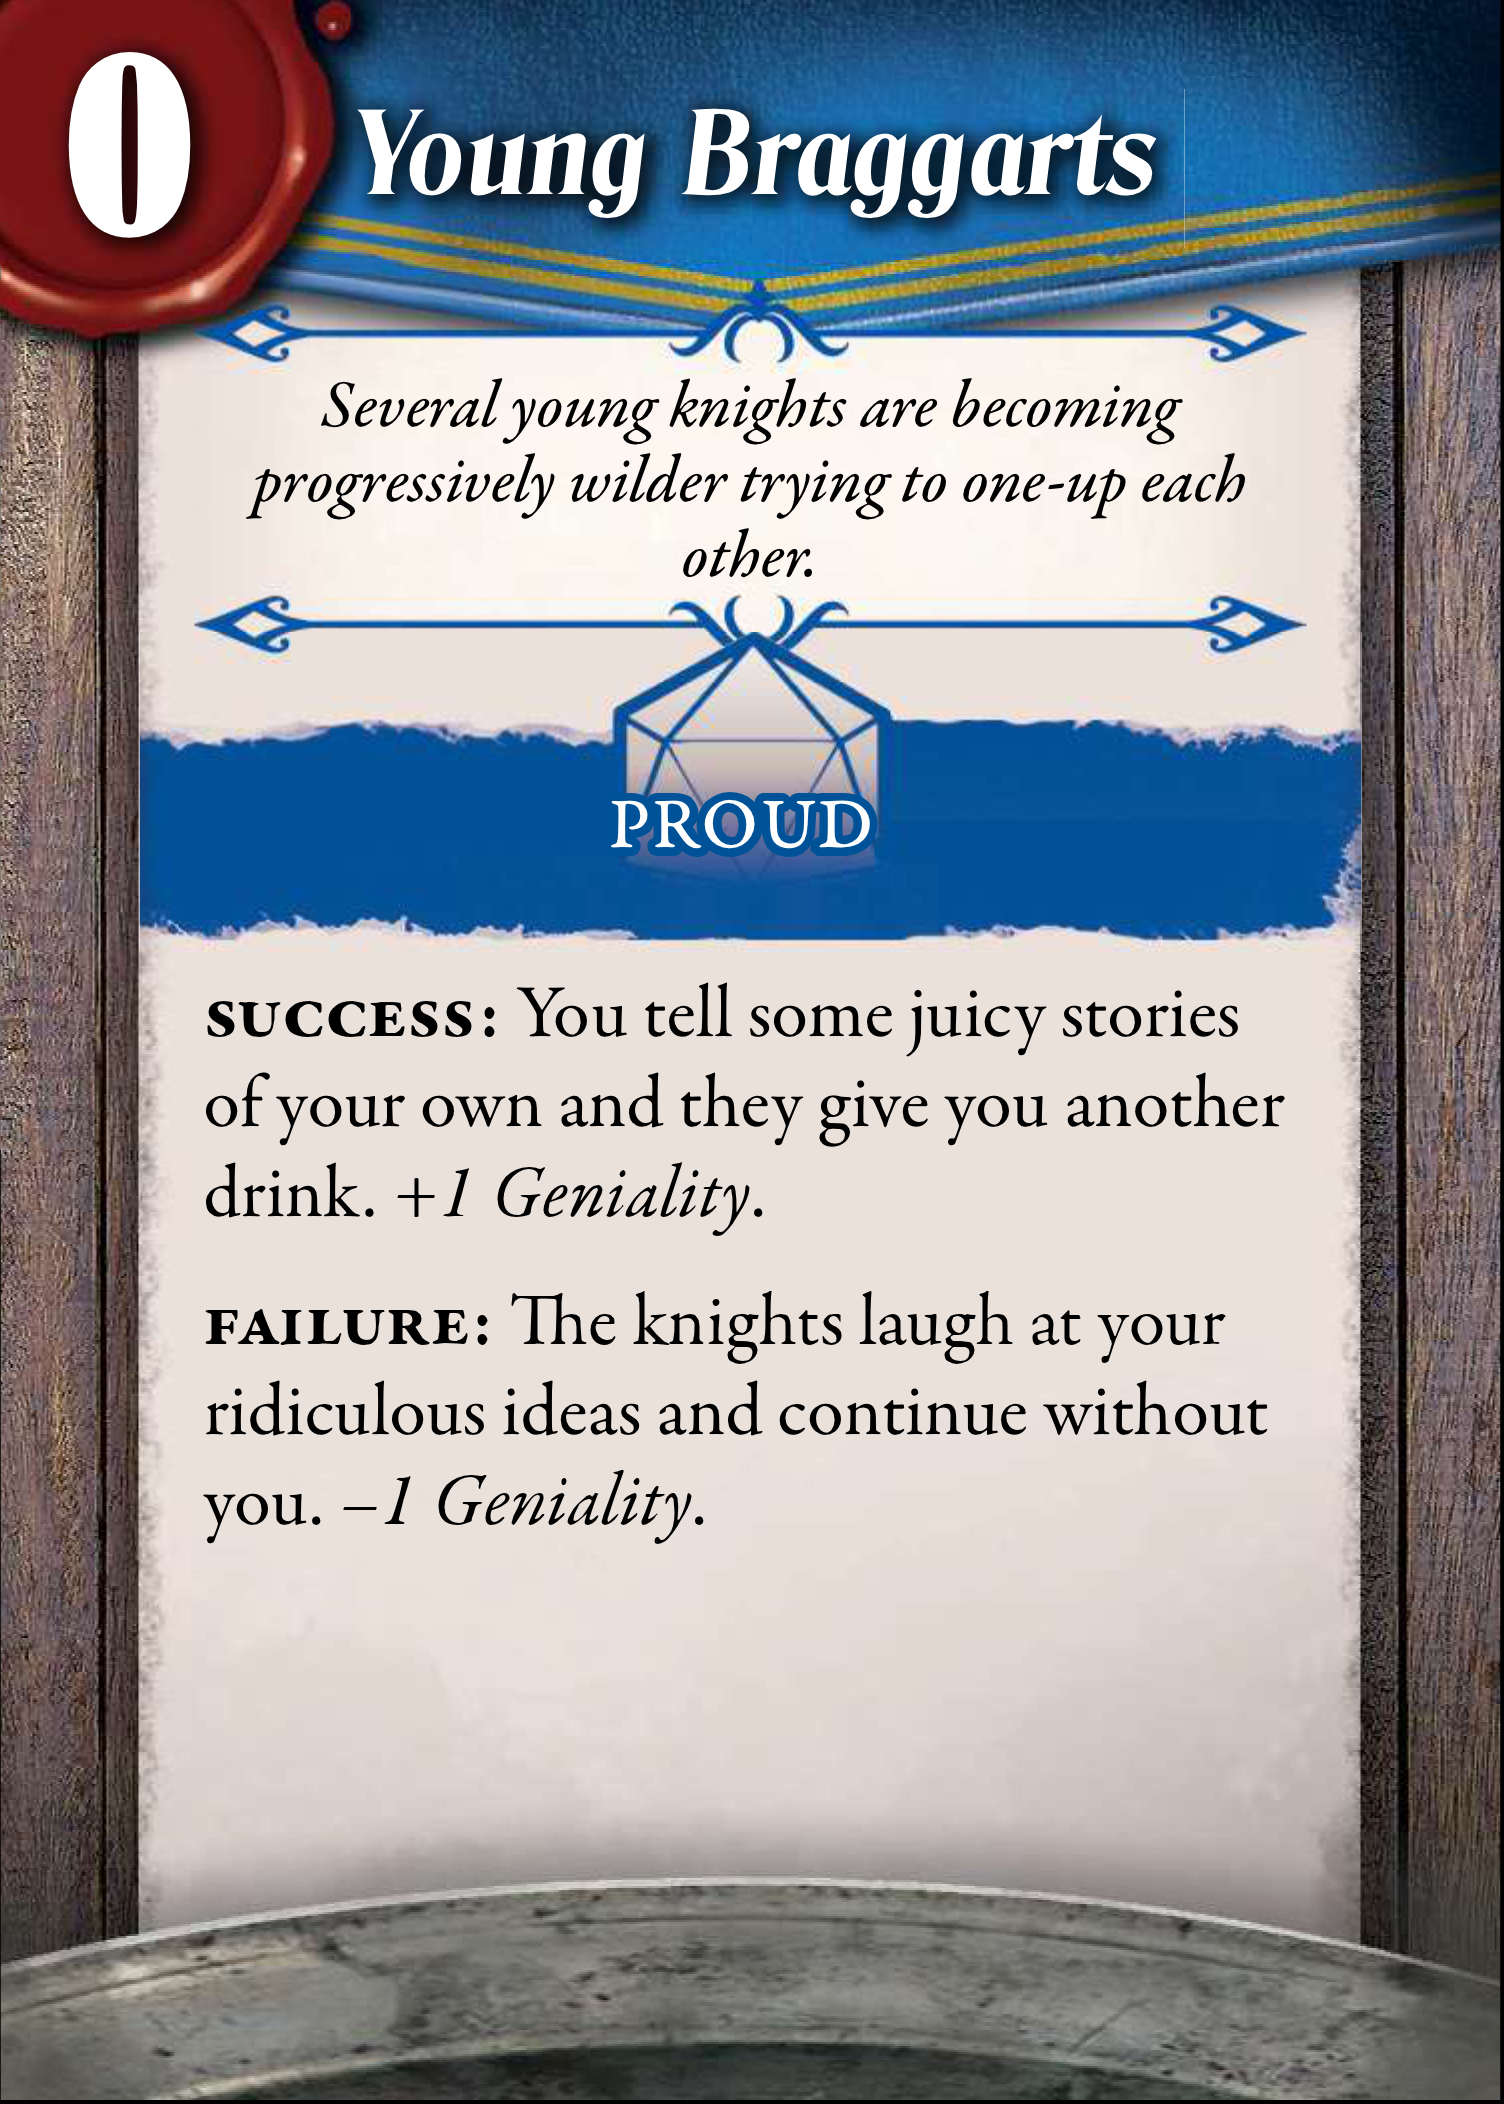 0
Young Braggarts
Several young knights are becoming
progressively wilder trying to one-up each
other.
PROUD
SUCCESS: You tell some juicy stories
of your own and they give you another
drink. +1 Geniality.
FAILURE: The knights laugh at your
ridiculous ideas and continue without
you. –1 Geniality.